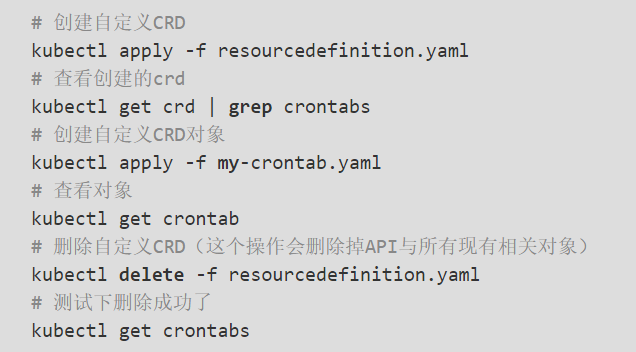 # 创建自定义CRD
kubectl apply -f resourcedefinition.yaml
# 查看创建的crd
kubectl get crd | grep crontabs
# 创建自定义CRD对象
kubectl apply -f my-crontab.yaml
# 查看对象
kubectl get crontab
# 删除自定义CRD（这个操作会删除掉API与所有现有相关对象）
kubectl delete -f resourcedefinition.yaml
# 测试下删除成功了
kubectl get crontabs